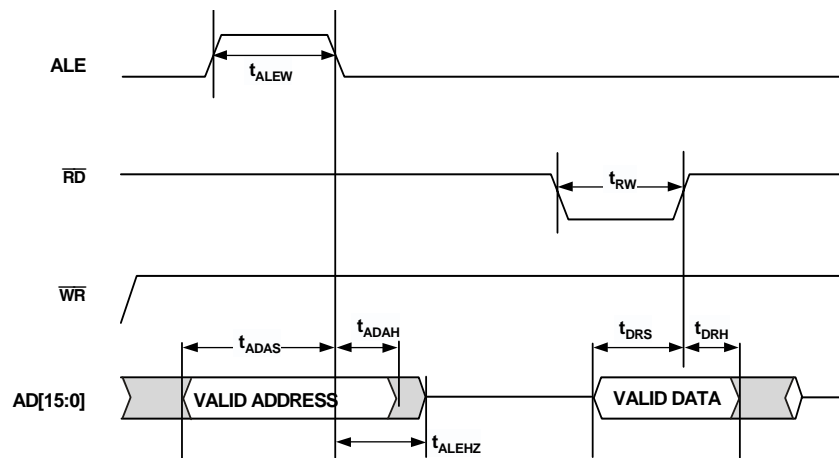 ALE
tALEW
RD
tRW
WR
tADAS
tADAH
tDRS
tDRH
AD[15:0]
VALID ADDRESS
VALID DATA
tALEHZ